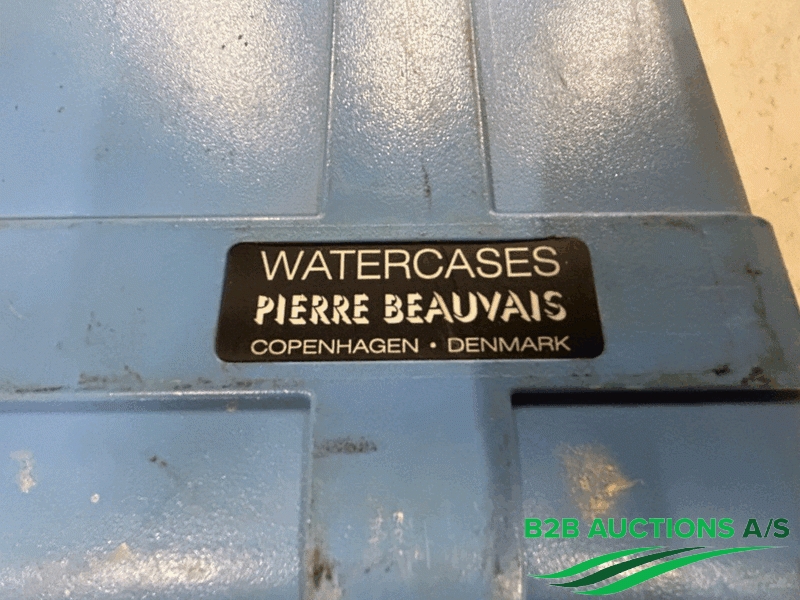 WATERCASES
PIERRE BEAUVAIS
COPENHAGEN • DENMARK
B2B AUCTIONS A/S